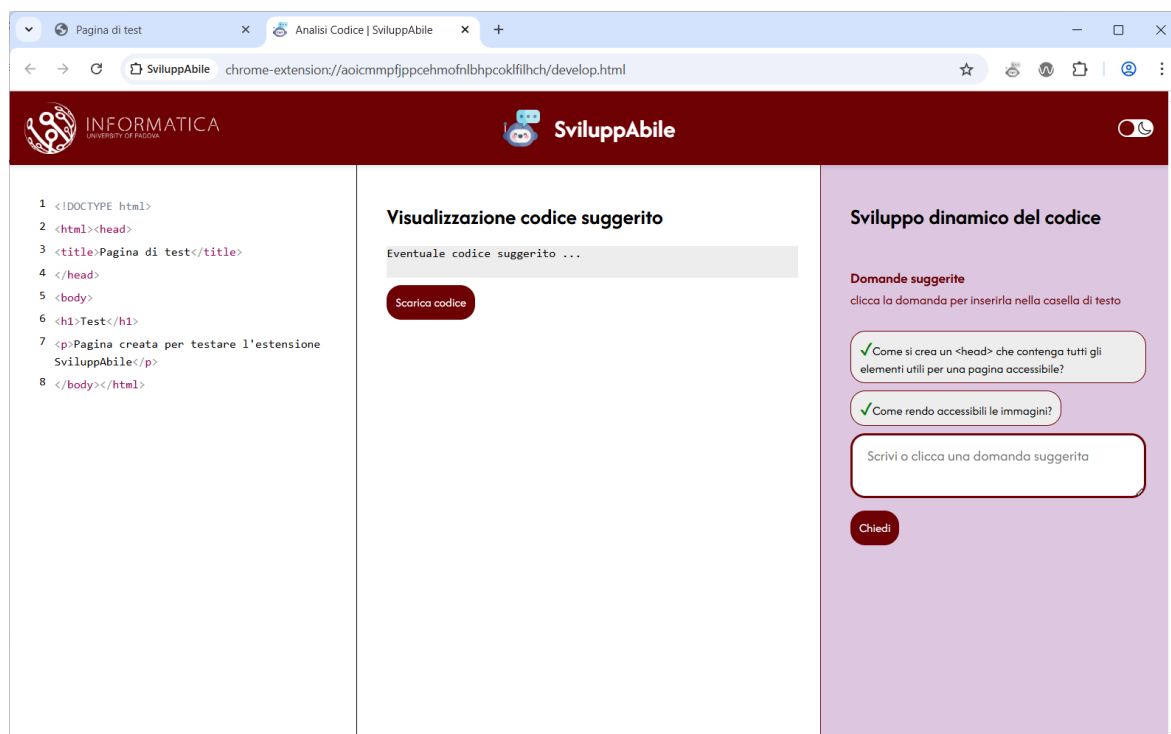 Pagina di test
Analisi Codice | SviluppAbile
SviluppAbile
chrome-extension://aoicmmpfjppcehmofnlbhpcoklfilhch/develop.html
INFORMATICA
UNIVERSITY OF PADOVA
SviluppAbile
1 <!DOCTYPE html>
2 <html><head>
3 <title>Pagina di test</title>
4 </head>
5 <body>
6 <h1>Test</h1>
7 <p>Pagina creata per testare l'estensione
SviluppAbile</p>
8 </body></html>
Visualizzazione codice suggerito
Eventuale codice suggerito ...
Scarica codice
Sviluppo dinamico del codice
Domande suggerite
clicca la domanda per inserirla nella casella di testo
✓Come si crea un <head> che contenga tutti gli
elementi utili per una pagina accessibile?
✓Come rendo accessibili le immagini?
Scrivi o clicca una domanda suggerita
Chiedi